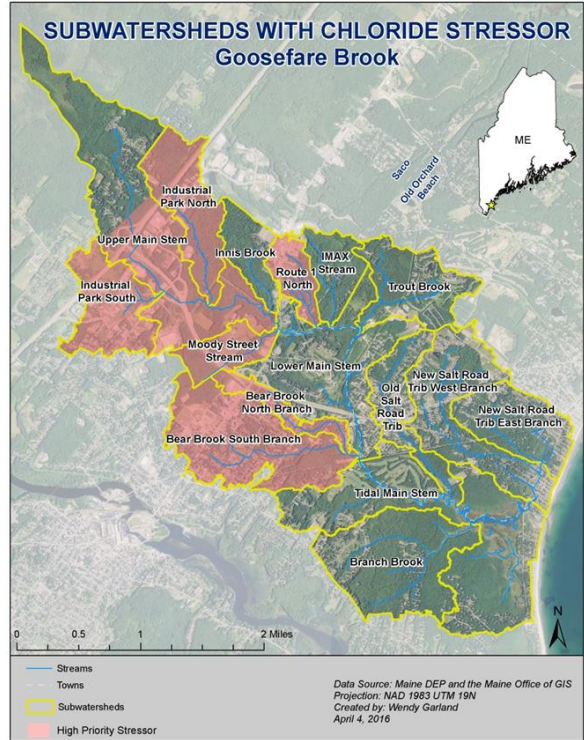 SUBWATERSHEDS WITH CHLORIDE STRESSOR
Goosefare Brook
ME
Saco
Old Orchard
Beach
Industrial
Park North
Upper Main Stem
Innis Brook
IMAX
Stream
Route 1
North
Trout Brook
Industrial
Park South
Moody Street
Stream
Lower Main Stem
New Salt Road
Trib West Branch
Old
Salt
Road
Trib
Bear Brook
North Branch
New Salt Road
Trib East Branch
Bear Brook South Branch
Tidal Main Stem
Branch Brook
N
0 0.5 1 2 Miles
Streams
Towns
Subwatersheds
High Priority Stressor
Data Source: Maine DEP and the Maine Office of GIS
Projection: NAD 1983 UTM 19N
Created by: Wendy Garland
April 4, 2016